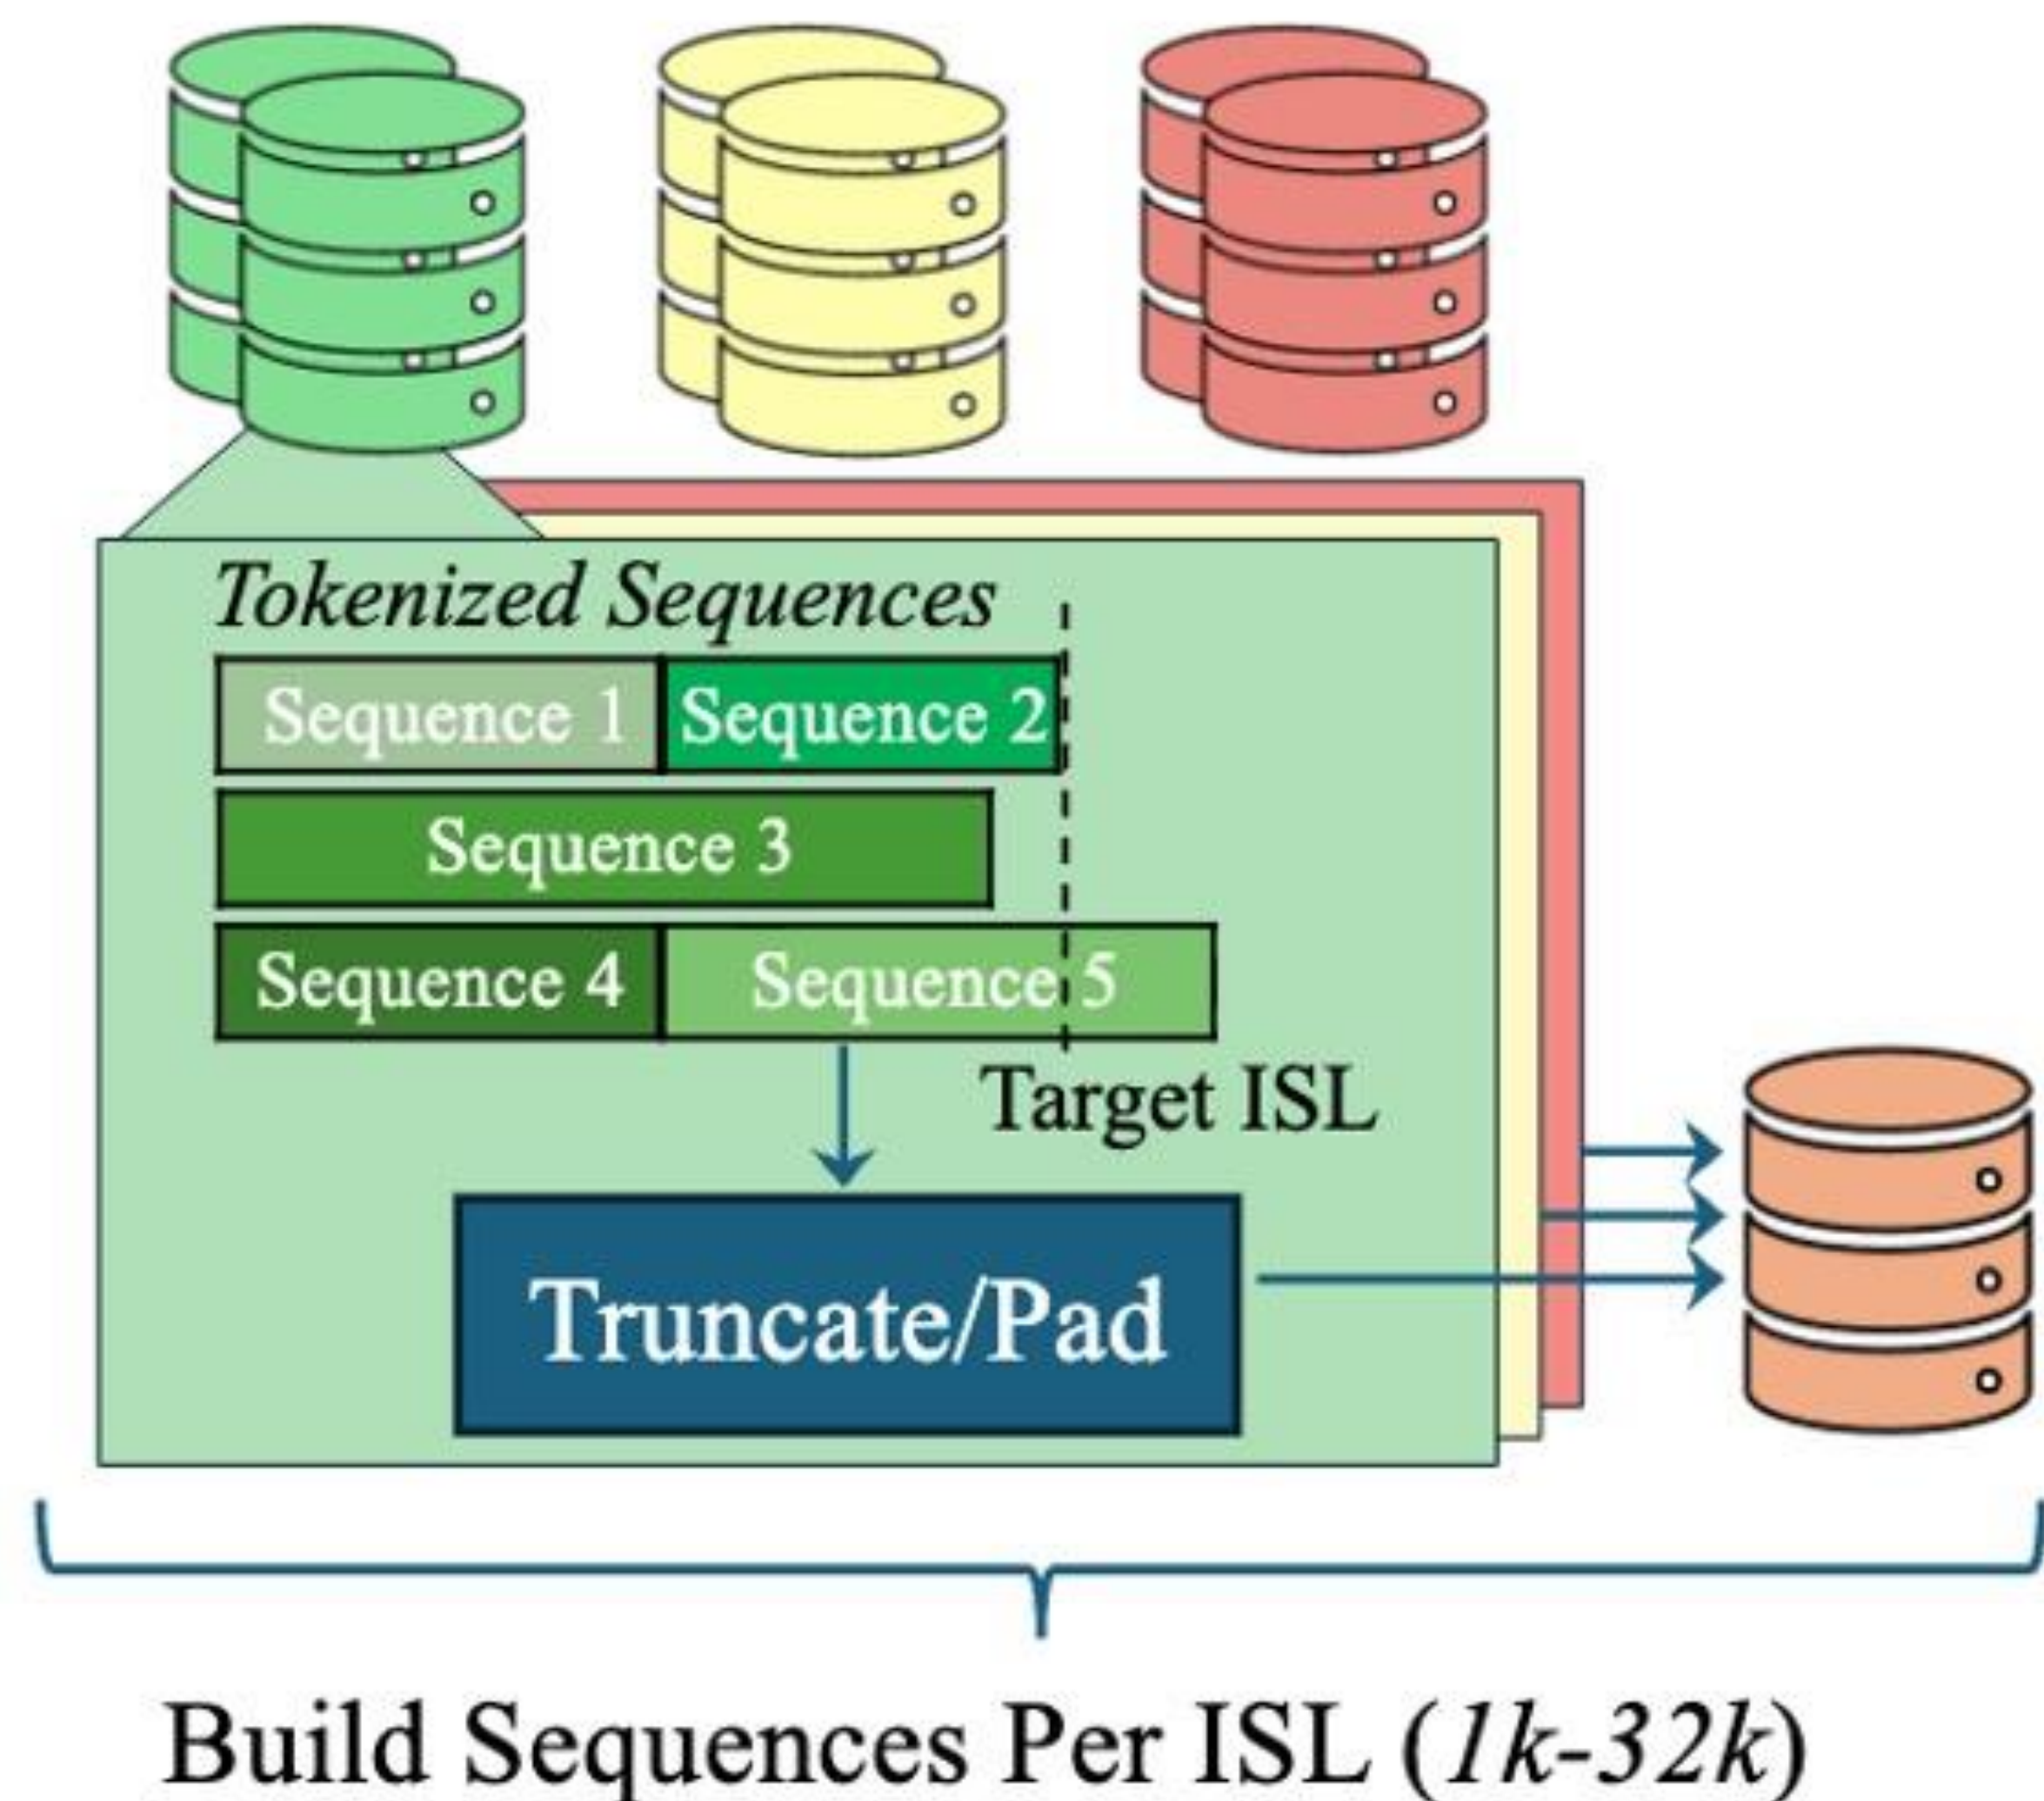 Tokenized Sequences
Sequence 1 Sequence 2
Sequence 3
Sequence 4 Sequence 5
Target ISL
Truncate/Pad
Build Sequences Per ISL (1k-32k)